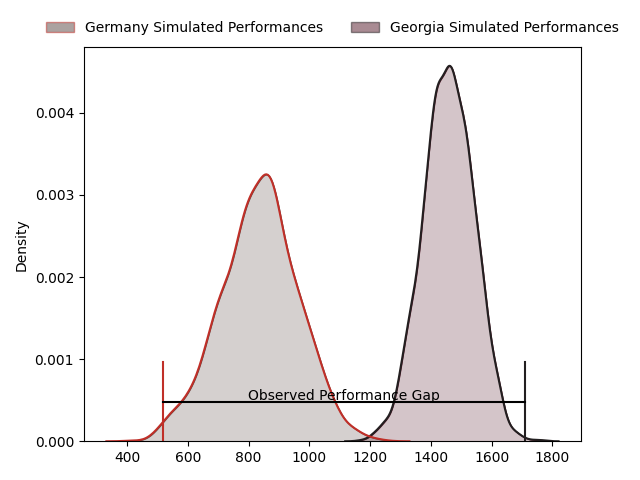 Germany Simulated Performances Georgia Simulated Performances
Density
0.004
0.003
0.002
0.001
0.000
Observed Performance Gap
400 600 800 1000 1200 1400 1600 1800